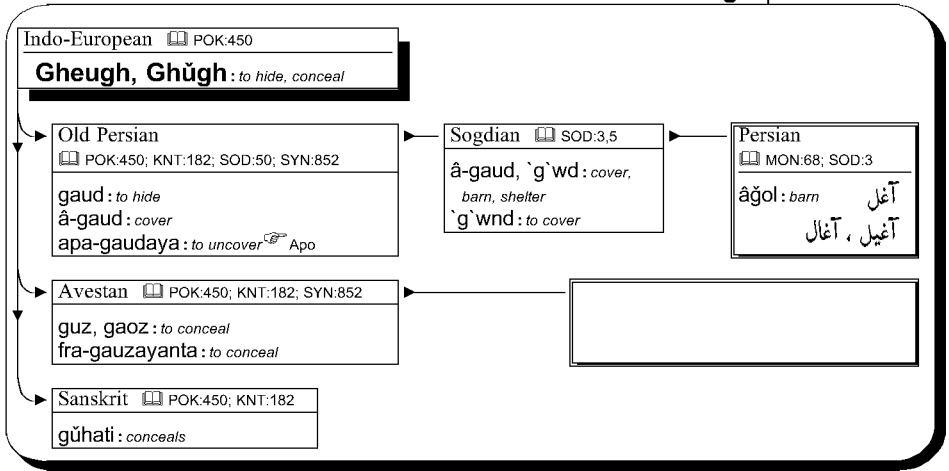 Indo-European POK:450
Gheugh, Ghŭgh : to hide, conceal
Old Persian
POK:450; KNT:182; SOD:50; SYN:852
gaud : to hide
â-gaud : cover
apa-gaudaya : to uncover ☞ Apo
Sogdian SOD:3,5
â-gaud, `g`wd : cover,
barn, shelter
`g`wnd : to cover
Persian
MON:68; SOD:3
âğol : barn آغل
آغیل ، آغال
Avestan POK:450; KNT:182; SYN:852
guz, gaoz : to conceal
fra-gauzayanta : to conceal
Sanskrit POK:450; KNT:182
gŭhati : conceals